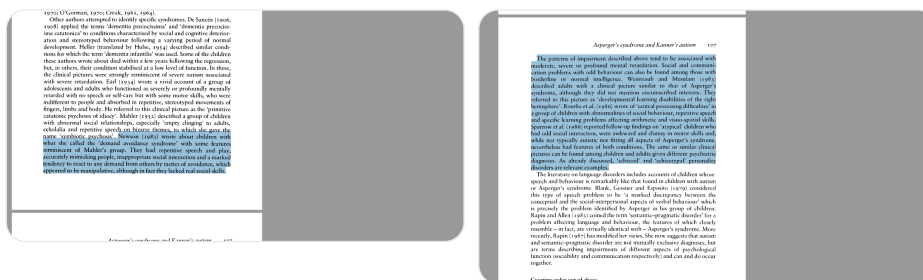 1970; O'Gorman, 1970; Creak, 1961, 1964).
Other authors attempted to identify specific syndromes. De Sanctis (1906,
1908) applied the terms 'dementia precocissima' and 'dementia precocis-
ima catatonica' to conditions characterised by social and cognitive deterior-
ation and stereotyped behaviour following a varying period of normal
development. Heller (translated by Hulse, 1954) described similar condi-
tions for which the term 'dementia infantilis' was used. Some of the children
these authors wrote about died within a few years following the regression,
but, in others, their condition stabilised at a low level of function. In these,
the clinical pictures were strongly reminiscent of severe autism associated
with severe retardation. Earl (1934) wrote a vivid account of a group of
adolescents and adults who functioned as severely or profoundly mentally
retarded with no speech or self-care but with some motor skills, who were
indifferent to people and absorbed in repetitive, stereotyped movements of
fingers, limbs and body. He referred to this clinical picture as the 'primitive
catatonic psychosis of idiocy'. Mahler (1952) described a group of children
with abnormal social relationships, especially 'empty clinging' to adults,
echolalia and repetitive speech on bizarre themes, to which she gave the
name 'symbiotic psychosis'. Newson (1983) wrote about children with
what she called the 'demand avoidance syndrome' with some features
reminiscent of Mahler's group. They had repetitive speech and play,
accurately mimicking people, inappropriate social interaction and a marked
tendency to react to any demand from others by tactics of avoidance, which
appeared to be manipulative, although in fact they lacked real social skills.
Asperger's syndrome and Kanner's autism 107
Asperger's syndrome and Kanner's autism 107
The patterns of impairment described above tend to be associated with
moderate, severe or profound mental retardation. Social and communi-
cation problems with odd behaviour can also be found among those with
borderline or normal intelligence. Weintraub and Mesulam (1983)
described adults with a clinical picture similar to that of Asperger's
syndrome, although they did not mention circumscribed interests. They
referred to this picture as 'developmental learning disabilities of the right
hemisphere'. Rourke et al. (1986) wrote of 'central processing difficulties' in
a group of children with abnormalities of social behaviour, repetitive speech
and specific learning problems affecting arithmetic and visuo-spatial skills.
Sparrow et al. (1986) reported follow-up findings on 'atypical' children who
had odd social interaction, were awkward and clumsy in motor skills and,
while not typically autistic nor fitting all aspects of Asperger's syndrome,
nevertheless had features of both conditions. The same or similar clinical
pictures can be found among children and adults given different psychiatric
diagnoses. As already discussed, 'schizoid' and 'schizotypal' personality
disorders are relevant examples.
The literature on language disorders includes accounts of children whose
speech and behaviour is remarkably like that found in children with autism
or Asperger's syndrome. Blank, Gessner and Esposito (1979) considered
this type of speech problem to be 'a marked discrepancy between the
conceptual and the social-interpersonal aspects of verbal behaviour' which
is precisely the problem identified by Asperger in his group of children.
Rapin and Allen (1983) coined the term 'semantic–pragmatic disorder' for a
problem affecting language and behaviour, the features of which closely
resemble – in fact, are virtually identical with – Asperger's syndrome. More
recently, Rapin (1987) has modified her views. She now suggests that autism
and semantic–pragmatic disorder are not mutually exclusive diagnoses, but
are terms describing impairments of different aspects of psychological
function (sociability and communication respectively) and can and do occur
together.